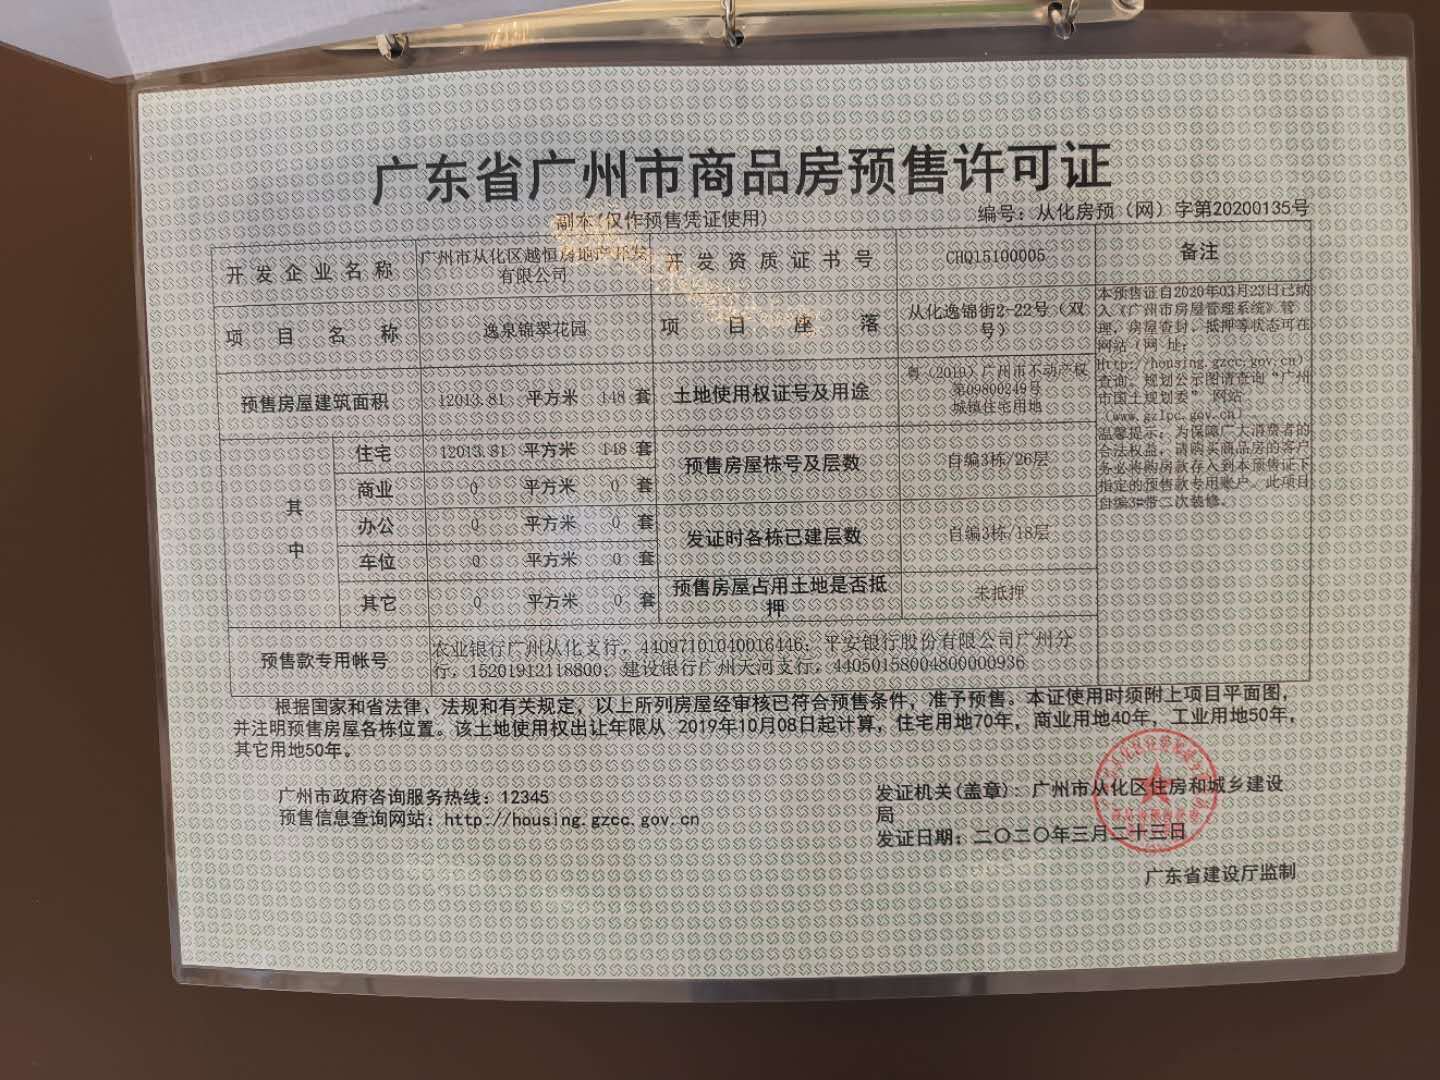 广东省广州市商品房预售许可证
副本(仅作预售凭证使用)
编号：从化房预（网）字第20200135号
开发企业名称
广州市从化区越恒房地产开发
有限公司
开发资质证书号
CHQ15100005
备注
项目名称
逸泉锦翠花园
项目座落
从化逸锦街2-22号（双
号）
预售房屋建筑面积
12013.81 平方米 148 套
土地使用权证号及用途
粤（2019）广州市不动产权
第09800249号
城镇住宅用地
其中
住宅 12013.81 平方米 148 套
商业 0 平方米 0 套
办公 0 平方米 0 套
车位 0 平方米 0 套
其它 0 平方米 0 套
预售房屋栋号及层数
自编3栋/26层
发证时各栋已建层数
自编3栋/18层
预售房屋占用土地是否抵
押
未抵押
本预售证自2020年03月23日已纳
入《广州市房屋管理系统》管
理，房屋查封、抵押等状态可在
网站（网 址：
Http://housing.gzcc.gov.cn）
查询。规划公示图请查询“广州
市国土规划委” 网站
（www.gzlpc.gov.cn）
温馨提示：为保障广大消费者的
合法权益，请购买商品房的客户
务必将购房款存入到本预售证下
指定的预售款专用账户。此项目
自编3#带二次装修。
预售款专用帐号
农业银行广州从化支行，44097101040016446；平安银行股份有限公司广州分
行，15201912118800；建设银行广州天河支行，44050158004800000936
根据国家和省法律、法规和有关规定，以上所列房屋经审核已符合预售条件，准予预售。本证使用时须附上项目平面图，
并注明预售房屋各栋位置。该土地使用权出让年限从 2019年10月08日起计算，住宅用地70年，商业用地40年，工业用地50年，
其它用地50年。
广州市政府咨询服务热线：12345
预售信息查询网站：http://housing.gzcc.gov.cn
发证机关(盖章)：广州市从化区住房和城乡建设
局
发证日期：二〇二〇年三月二十三日
广东省建设厅监制